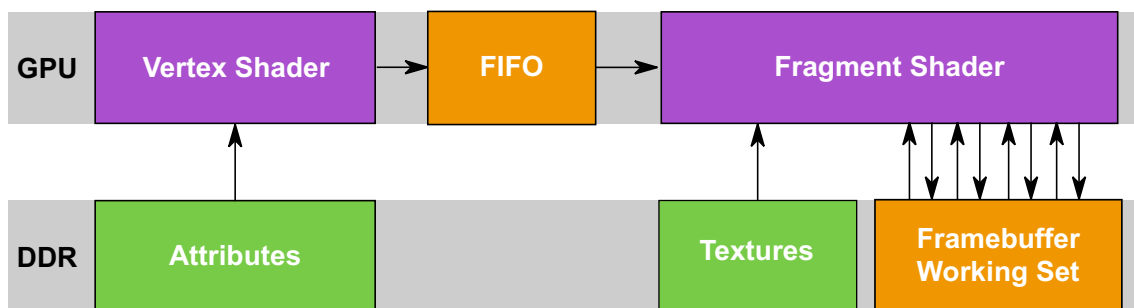 GPU
Vertex Shader
FIFO
Fragment Shader
DDR
Attributes
Textures
Framebuffer
Working Set